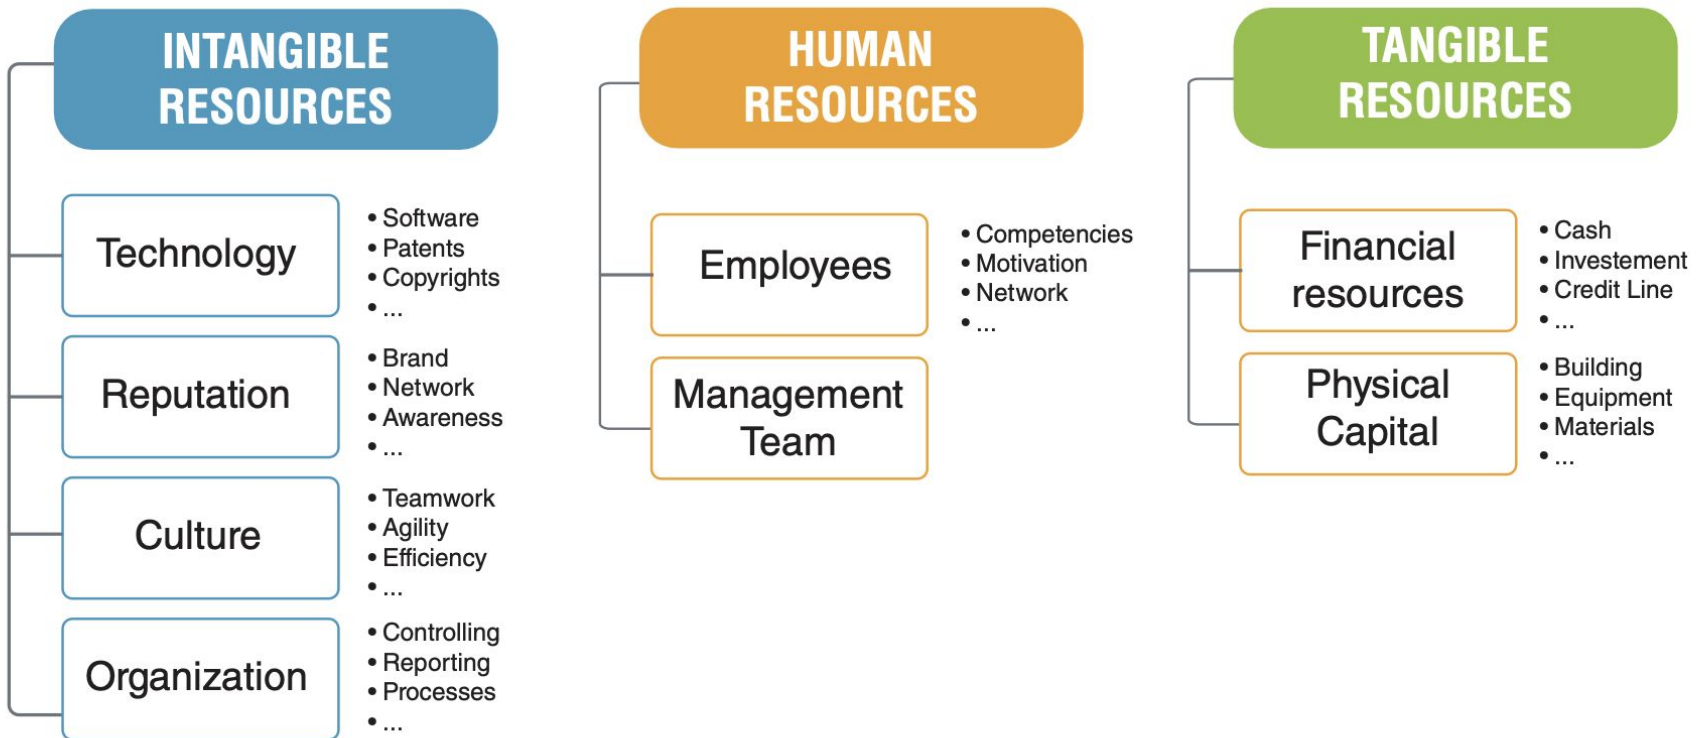 INTANGIBLE
RESOURCES
Technology
• Software
• Patents
• Copyrights
• ...
Reputation
• Brand
• Network
• Awareness
• ...
Culture
• Teamwork
• Agility
• Efficiency
• ...
Organization
• Controlling
• Reporting
• Processes
• ...
HUMAN
RESOURCES
Employees
• Competencies
• Motivation
• Network
• ...
Management
Team
TANGIBLE
RESOURCES
Financial
resources
• Cash
• Investement
• Credit Line
• ...
Physical
Capital
• Building
• Equipment
• Materials
• ...